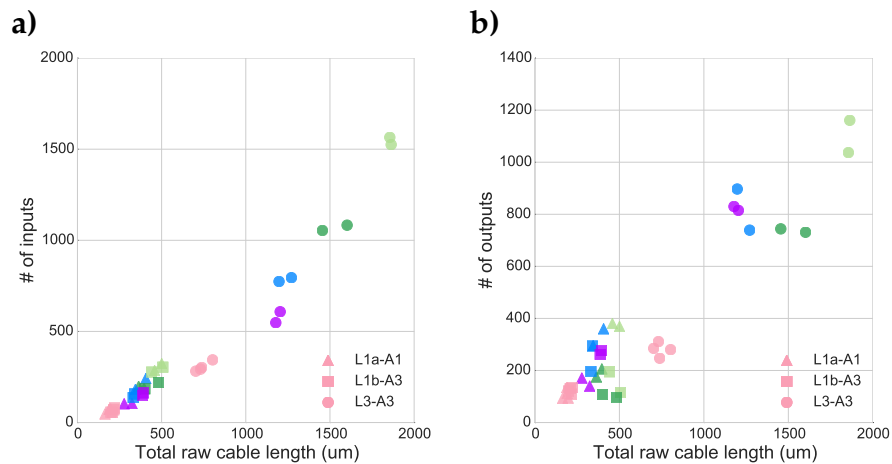 a)
2000
1500
1000
500
0
# of inputs
0 500 1000 1500 2000
Total raw cable length (um)
L1a-A1
L1b-A3
L3-A3
b)
1400
1200
1000
800
600
400
200
0
# of outputs
0 500 1000 1500 2000
Total raw cable length (um)
L1a-A1
L1b-A3
L3-A3